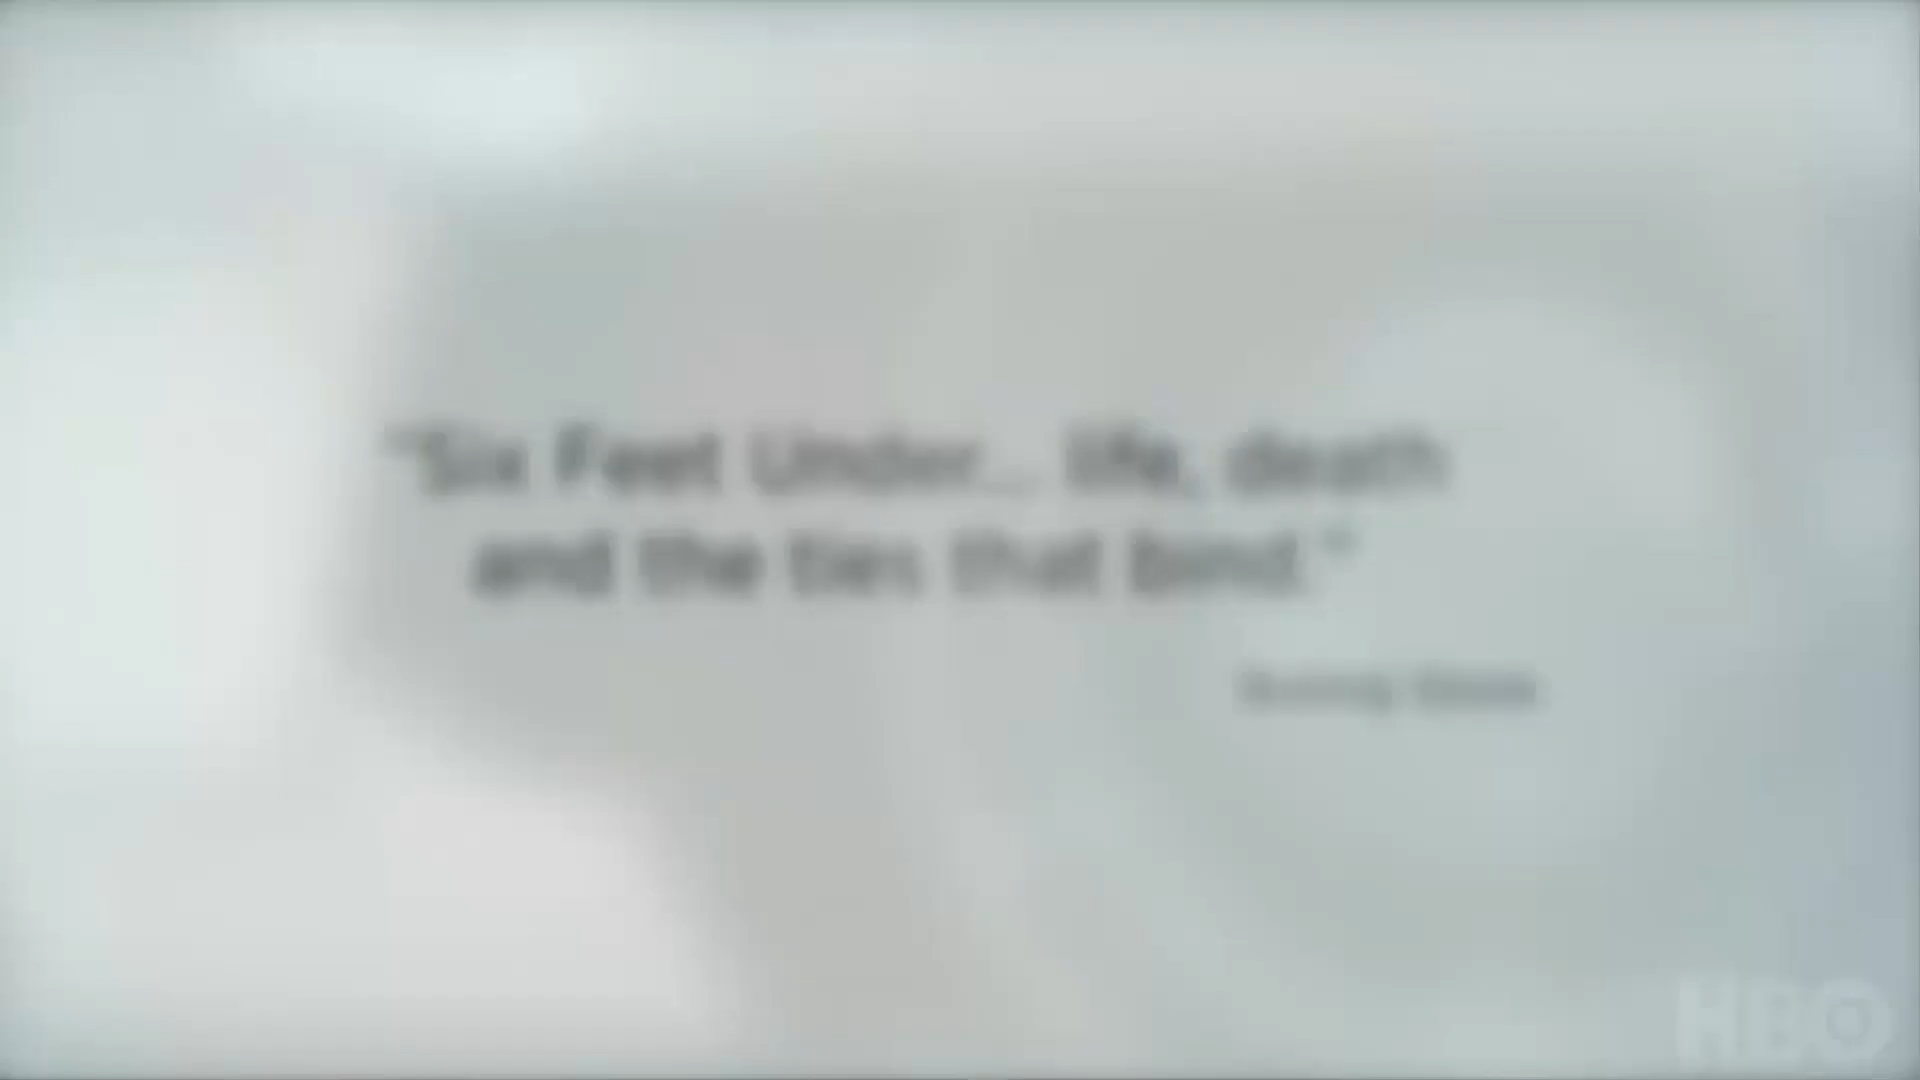 "Six Feet Under... life, death
and the ties that bind."
HBO